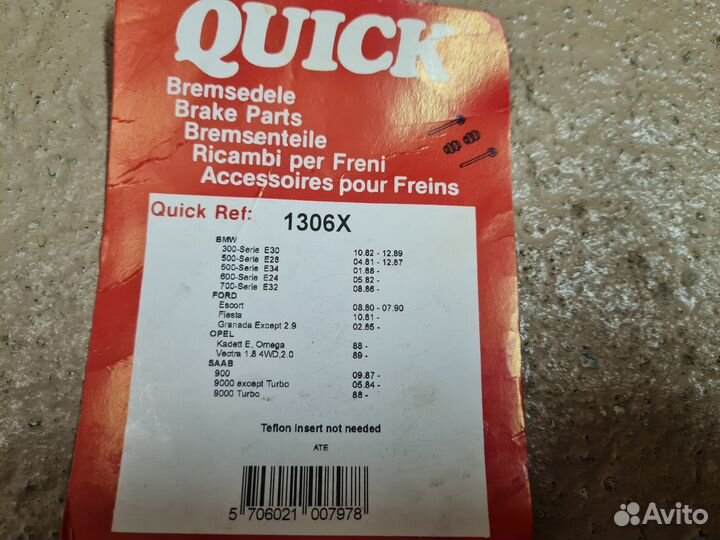 QUICK
Bremsedele
Brake Parts
Bremsenteile
Ricambi per Freni
Accessoires pour Freins
Quick Ref: 1306X
BMW
300-Serie E30 10.82 - 12.89
500-Serie E28 04.81 - 12.87
500-Serie E34 01.88 -
600-Serie E24 05.82 -
700-Serie E32 08.86 -
FORD
Escort 08.80 - 07.90
Fiesta 10.81 -
Granada Except 2.9 02.85 -
OPEL
Kadett E, Omega 88 -
Vectra 1.8 4WD,2.0 89 -
SAAB
900 09.87 -
9000 except Turbo 05.84 -
9000 Turbo 88 -
Teflon insert not needed
ATE
5 706021 007978
Avito